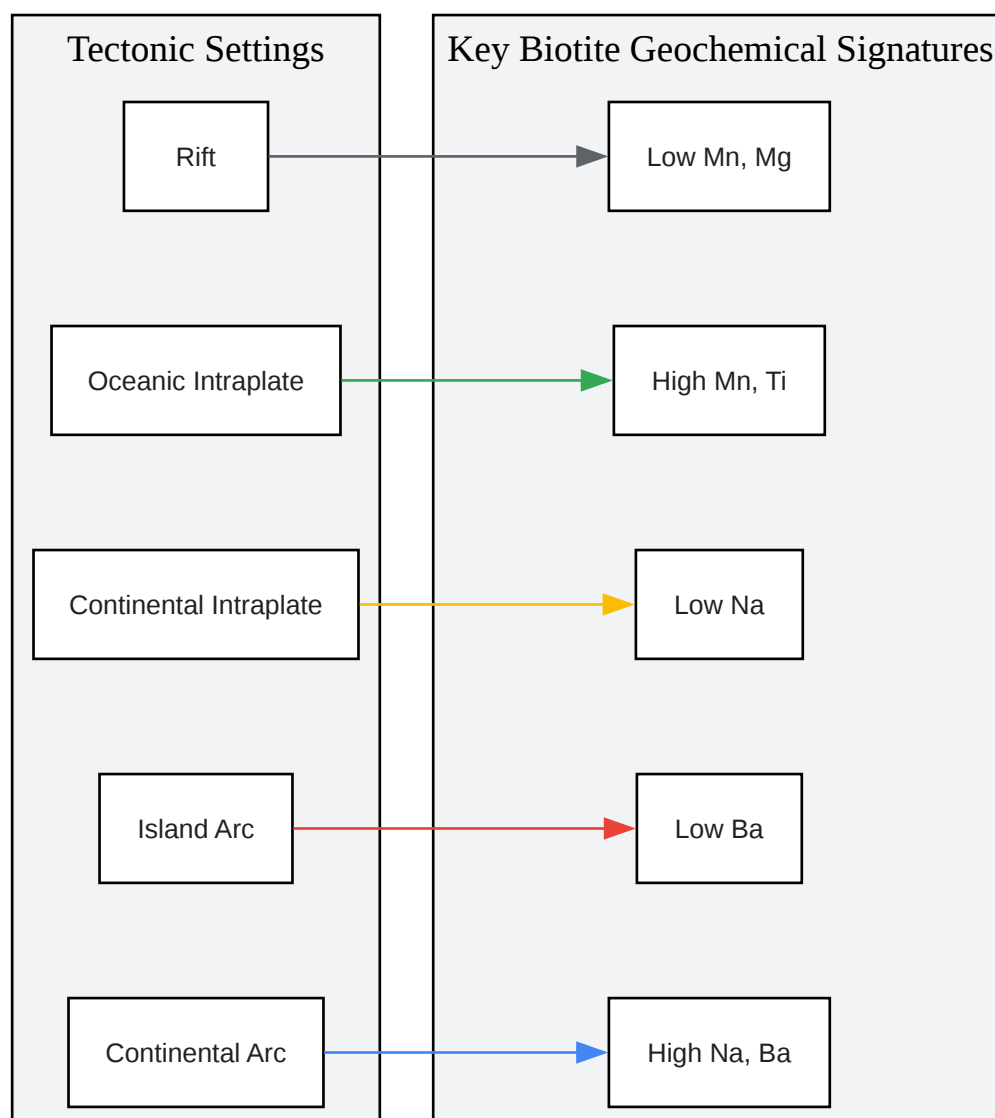 Tectonic Settings
Key Biotite Geochemical Signatures
Rift
Low Mn, Mg
Oceanic Intraplate
High Mn, Ti
Continental Intraplate
Low Na
Island Arc
Low Ba
Continental Arc
High Na, Ba